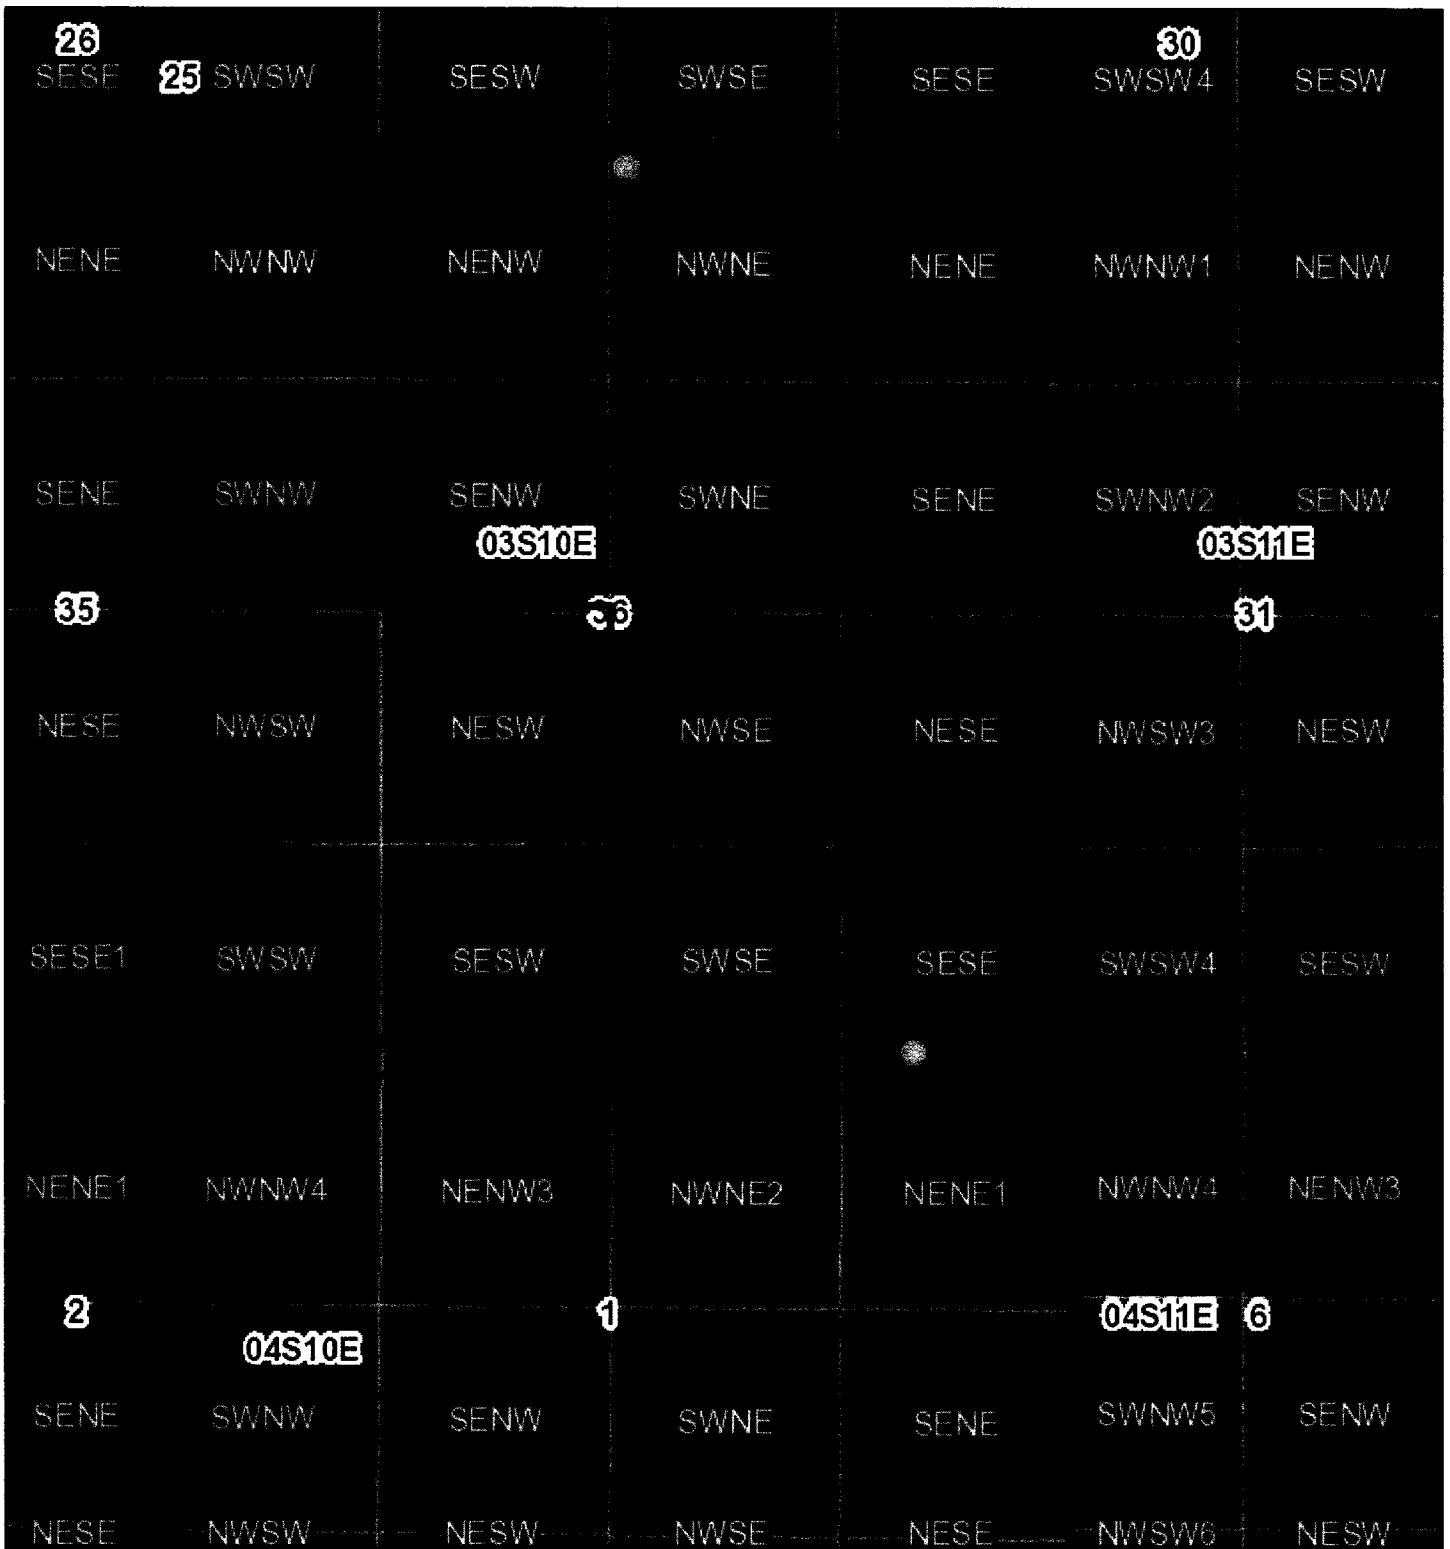 26 30
SESE 25 SWSW SESW SWSE SESE SWSW4 SESW
NENE NWNW NENW NWNE NENE NWNW1 NENW
SENE SWNW SENW SWNE SENE SWNW2 SENW
03S10E 03S11E
35 36 31
NESE NWSW NESW NWSE NESE NWSW3 NESW
SESE1 SWSW SESW SWSE SESE SWSW4 SESW
NENE1 NWNW4 NENW3 NWNE2 NENE1 NWNW4 NENW3
2 1 04S11E 6
04S10E
SENE SWNW SENW SWNE SENE SWNW5 SENW
NESE NWSW NESW NWSE NESE NWSW6 NESW